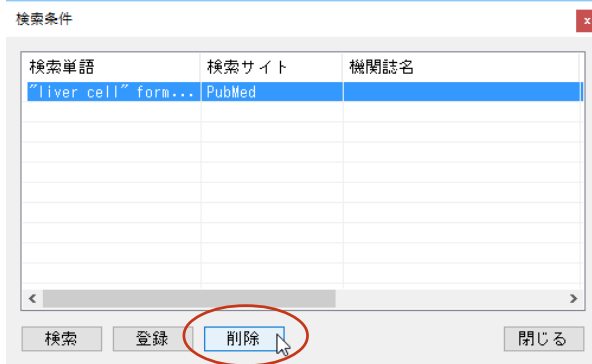 検索条件
x
検索単語 検索サイト 機関誌名
"liver cell" form... PubMed
検索 登録 削除 閉じる